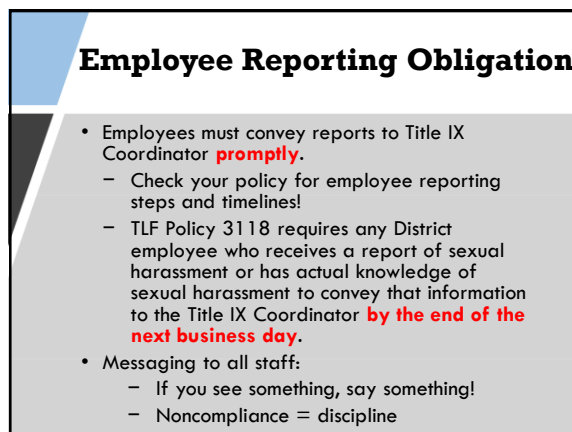 Employee Reporting Obligation
• Employees must convey reports to Title IX
Coordinator promptly.
– Check your policy for employee reporting
steps and timelines!
– TLF Policy 3118 requires any District
employee who receives a report of sexual
harassment or has actual knowledge of
sexual harassment to convey that information
to the Title IX Coordinator by the end of the
next business day.
• Messaging to all staff:
– If you see something, say something!
– Noncompliance = discipline